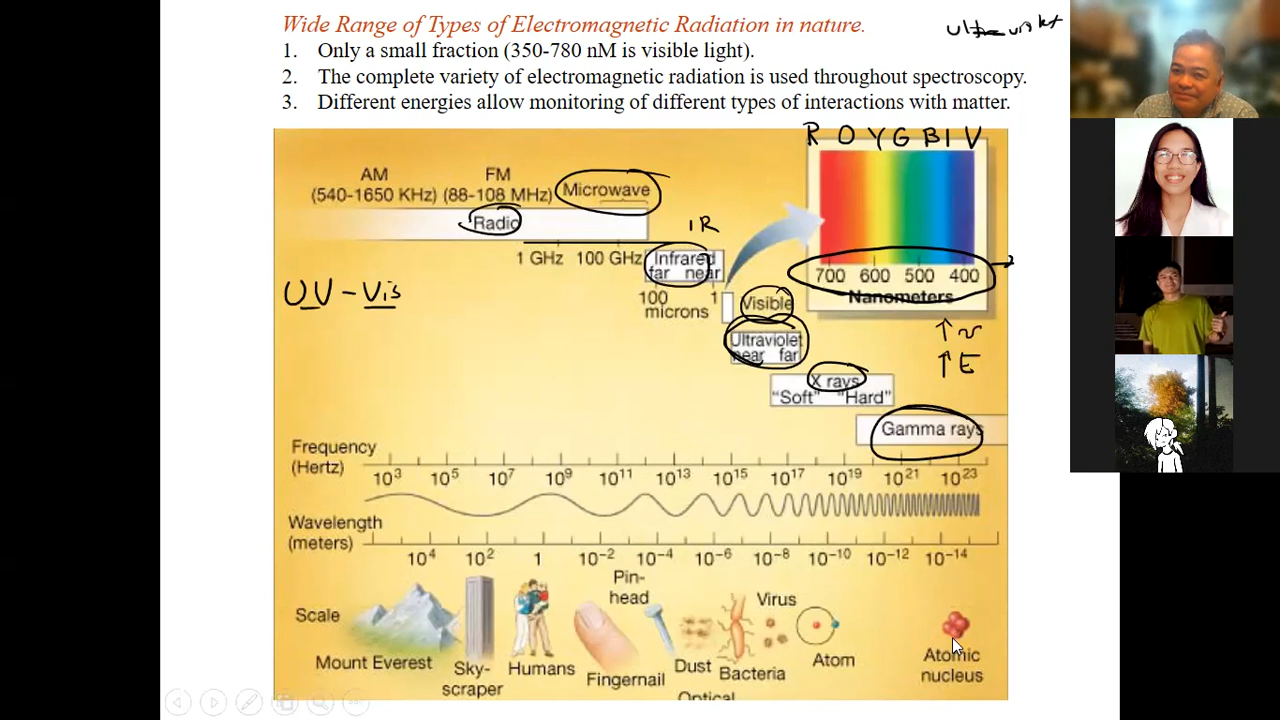 Wide Range of Types of Electromagnetic Radiation in nature.
1. Only a small fraction (350-780 nM is visible light).
2. The complete variety of electromagnetic radiation is used throughout spectroscopy.
3. Different energies allow monitoring of different types of interactions with matter.
R O Y G B I V
AM
(540-1650 KHz)
FM
(88-108 MHz)
Microwave
Radio
IR
1 GHz 100 GHz
Infrared
far near
100 1
microns
UV - Vis
700 600 500 400
Nanometers
Visible
Ultraviolet
near far
↑ ν
↑ E
X rays
"Soft" "Hard"
Gamma rays
Frequency
(Hertz)
10³ 10⁵ 10⁷ 10⁹ 10¹¹ 10¹³ 10¹⁵ 10¹⁷ 10¹⁹ 10²¹ 10²³
Wavelength
(meters)
10⁴ 10² 1 10⁻² 10⁻⁴ 10⁻⁶ 10⁻⁸ 10⁻¹⁰ 10⁻¹² 10⁻¹⁴
Scale
Mount Everest
Sky-
scraper
Humans
Fingernail
Pin-
head
Dust
Bacteria
Virus
Atom
Atomic
nucleus
Optical